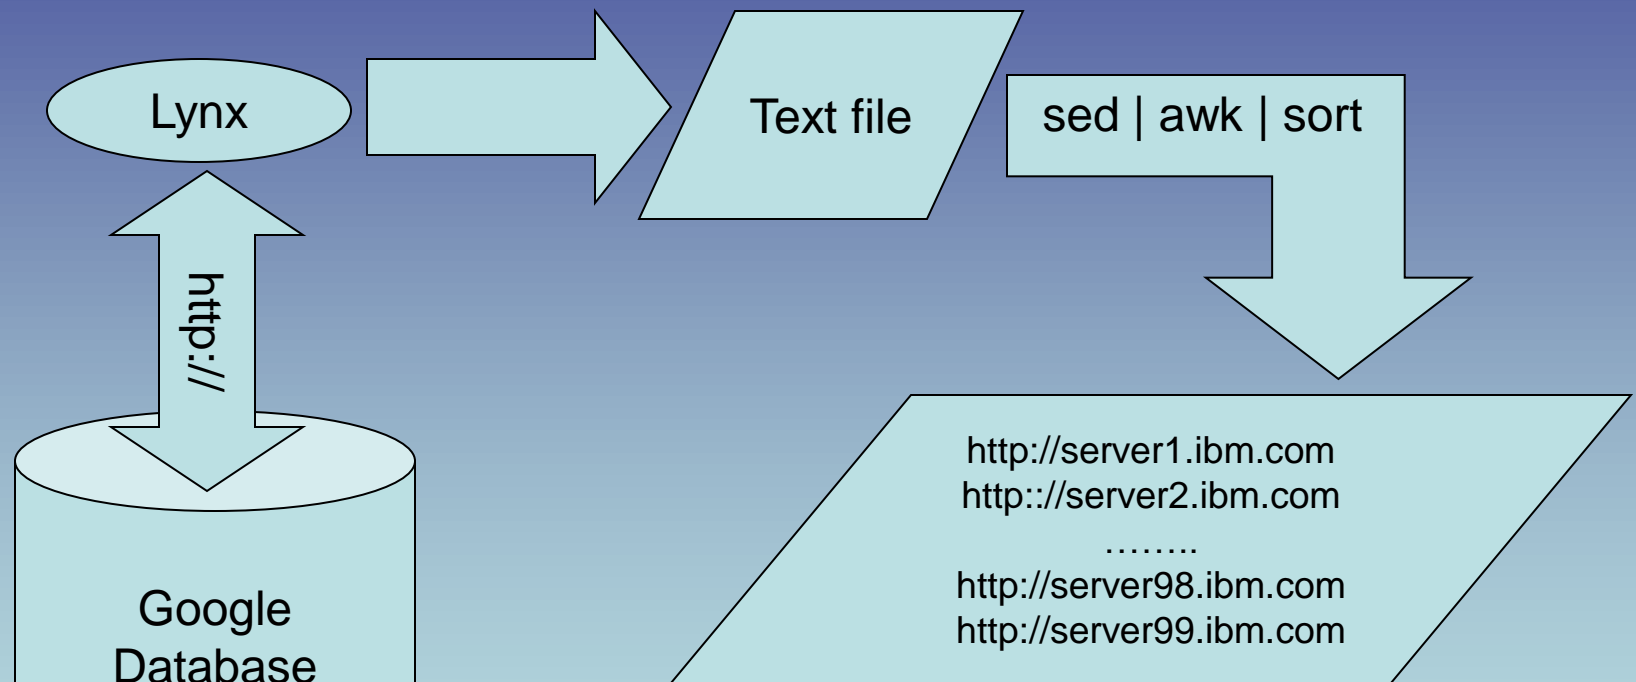 Lynx
Text file
sed | awk | sort
http://
http://server1.ibm.com
http:://server2.ibm.com
……..
http://server98.ibm.com
http://server99.ibm.com
Google
Database